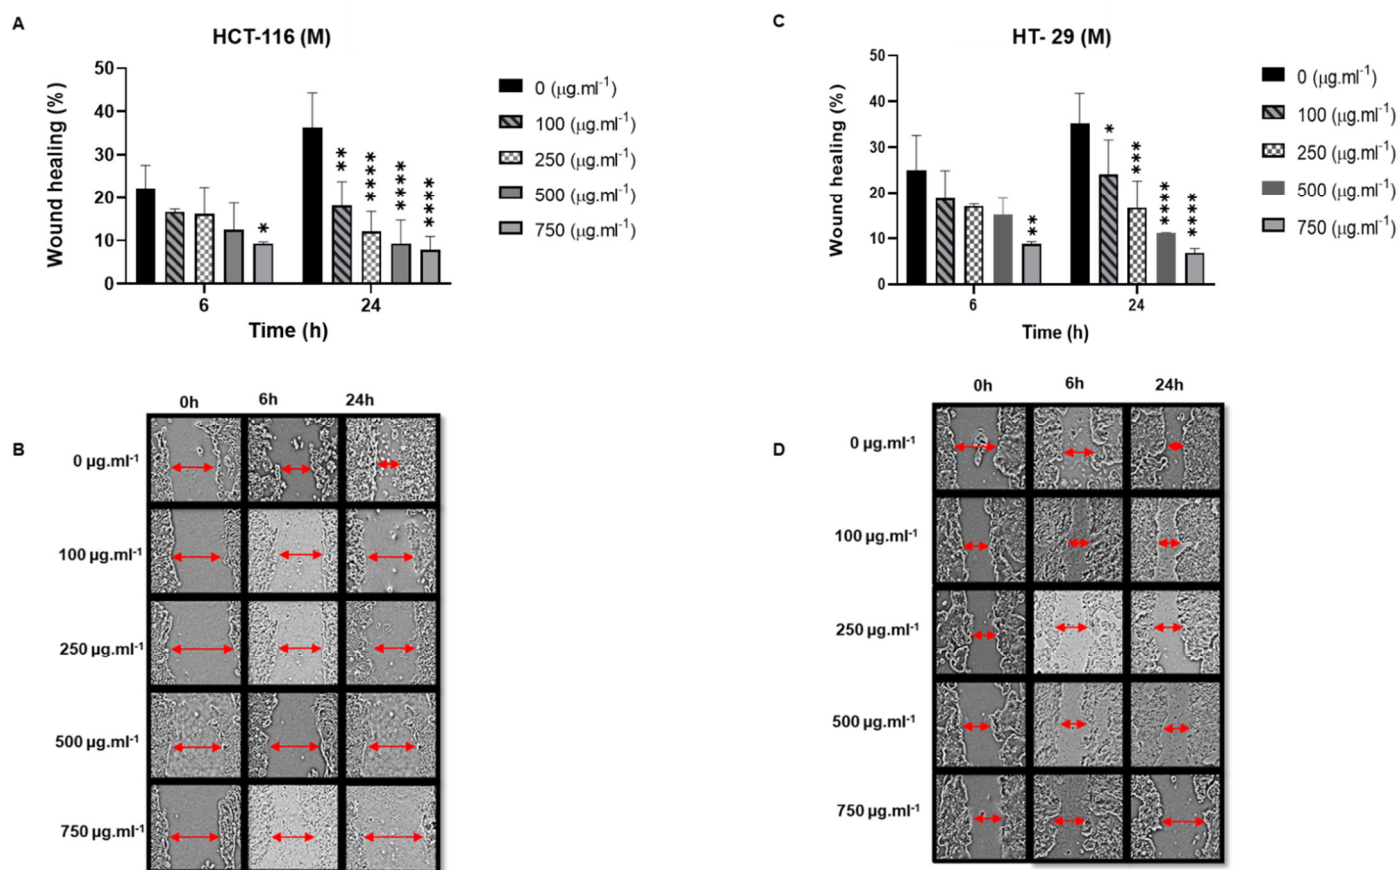 A
HCT-116 (M)
Wound healing (%)
50
40
30
20
10
0
** **** **** ****
*
6 24
Time (h)
0 (µg.ml-1)
100 (µg.ml-1)
250 (µg.ml-1)
500 (µg.ml-1)
750 (µg.ml-1)
C
HT- 29 (M)
Wound healing (%)
50
40
30
20
10
0
* *** **** ****
**
6 24
Time (h)
0 (µg.ml-1)
100 (µg.ml-1)
250 (µg.ml-1)
500 (µg.ml-1)
750 (µg.ml-1)
B
0h 6h 24h
0 µg.ml-1
100 µg.ml-1
250 µg.ml-1
500 µg.ml-1
750 µg.ml-1
D
0h 6h 24h
0 µg.ml-1
100 µg.ml-1
250 µg.ml-1
500 µg.ml-1
750 µg.ml-1